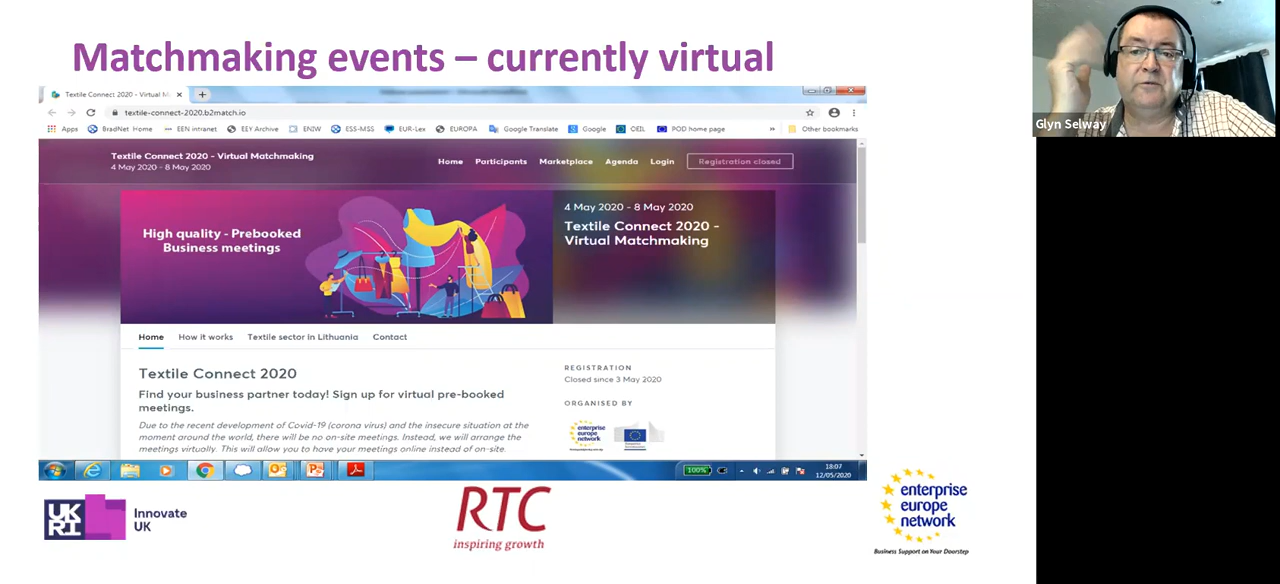 Matchmaking events – currently virtual
Glyn Selway
Textile Connect 2020 - Virtual M
textile-connect-2020.b2match.io
Apps BradNet Home EEN intranet EEY Archive ENIW ESS-MSS EUR-Lex EUROPA Google Translate Google OEIL POD home page » Other bookmarks
Textile Connect 2020 - Virtual Matchmaking
4 May 2020 - 8 May 2020
Home Participants Marketplace Agenda Login Registration closed
High quality - Prebooked
Business meetings
4 May 2020 - 8 May 2020
Textile Connect 2020 -
Virtual Matchmaking
Home How it works Textile sector in Lithuania Contact
Textile Connect 2020
Find your business partner today! Sign up for virtual pre-booked
meetings.
Due to the recent development of Covid-19 (corona virus) and the insecure situation at the
moment around the world, there will be no on-site meetings. Instead, we will arrange the
meetings virtually. This will allow you to have your meetings online instead of on-site.
REGISTRATION
Closed since 3 May 2020
ORGANISED BY
enterprise
europe
network
100%
18:07
12/05/2020
UK
RI
Innovate
UK
RTC
inspiring growth
enterprise
europe
network
Business Support on Your Doorstep